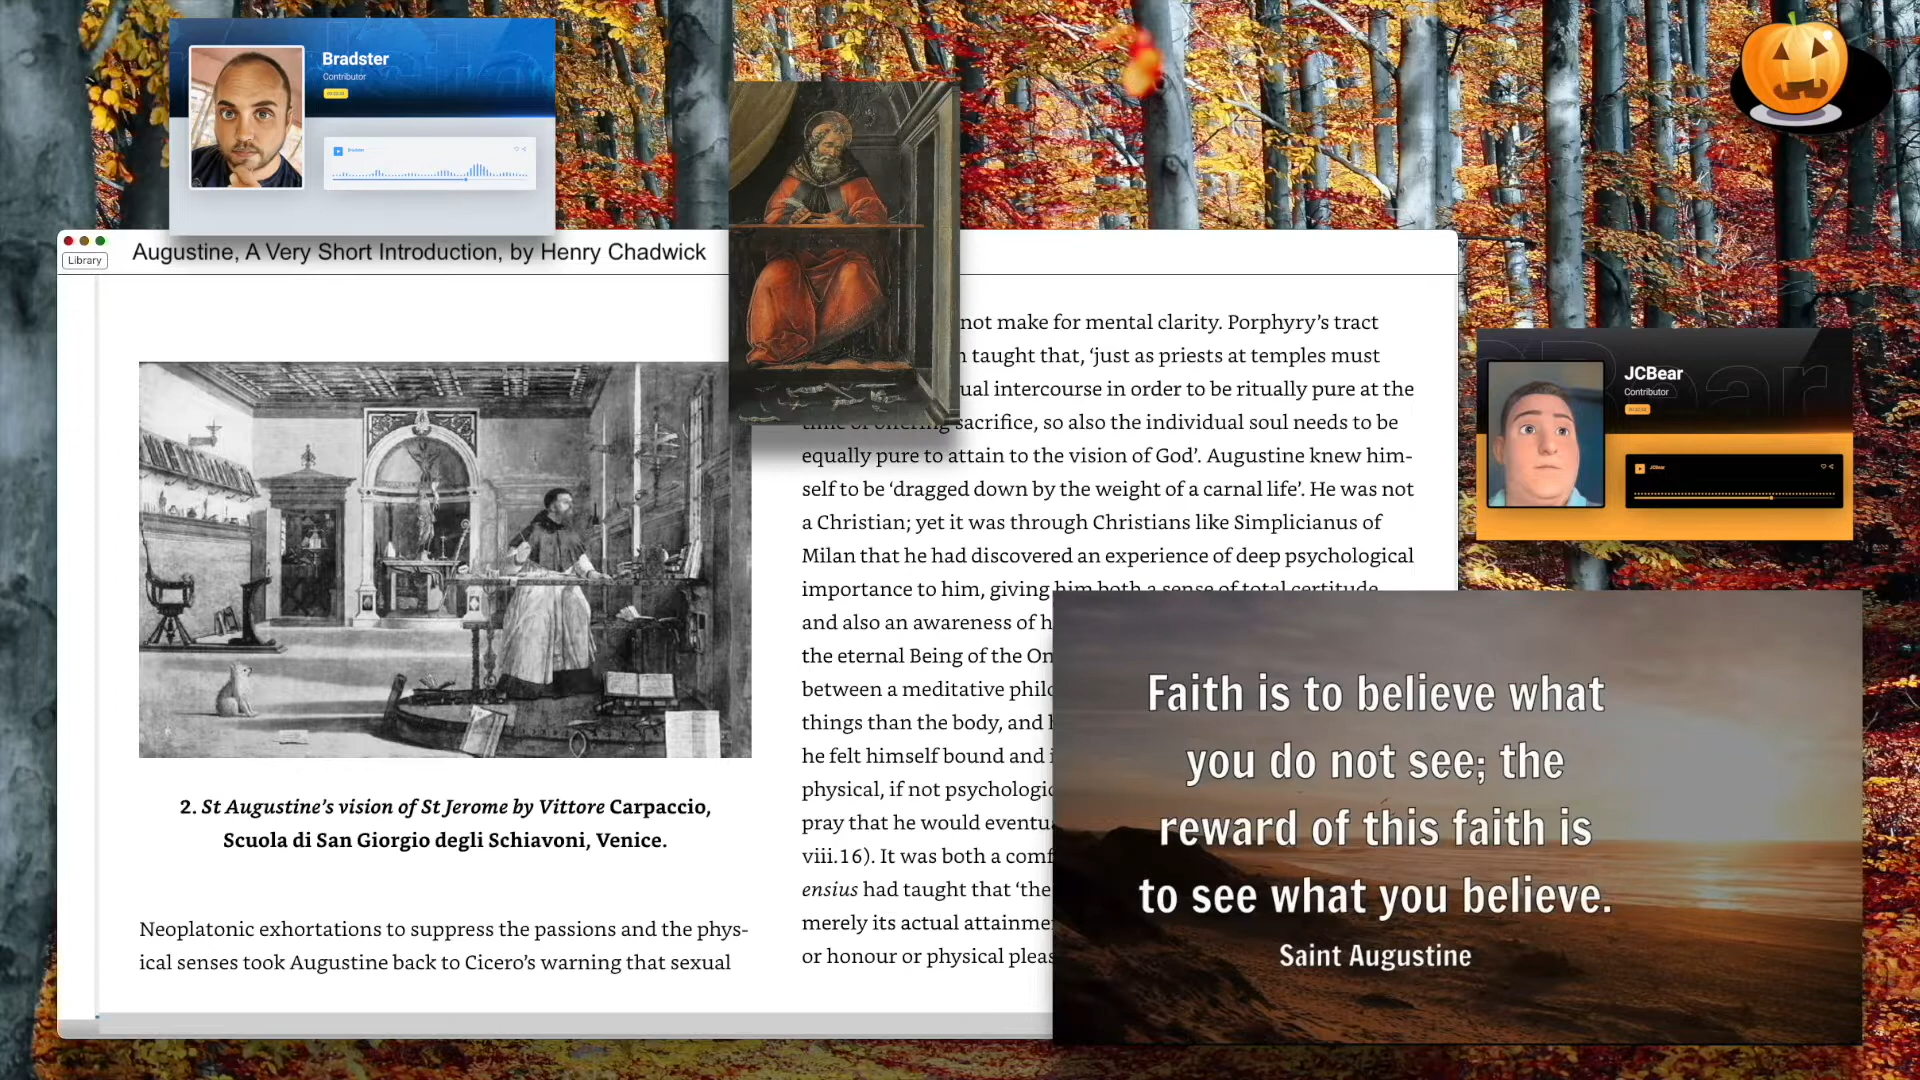 Bradster
Contributor
Library
Augustine, A Very Short Introduction, by Henry Chadwick
2. St Augustine's vision of St Jerome by Vittore Carpaccio,
Scuola di San Giorgio degli Schiavoni, Venice.
Neoplatonic exhortations to suppress the passions and the phys-
ical senses took Augustine back to Cicero's warning that sexual
not make for mental clarity. Porphyry's tract
taught that, ‘just as priests at temples must
intercourse in order to be ritually pure at the
time of offering sacrifice, so also the individual soul needs to be
equally pure to attain to the vision of God’. Augustine knew him-
self to be ‘dragged down by the weight of a carnal life’. He was not
a Christian; yet it was through Christians like Simplicianus of
Milan that he had discovered an experience of deep psychological
importance to him, giving him both a sense of total certitude
and also an awareness of
the eternal Being of the
between a meditative
things than the body, and
he felt himself bound and
physical, if not
pray that he would
viii.16). It was both a
ensius had taught that ‘the
merely its actual
or honour or physical
JCBear
Contributor
JCBear
Faith is to believe what
you do not see; the
reward of this faith is
to see what you believe.
Saint Augustine